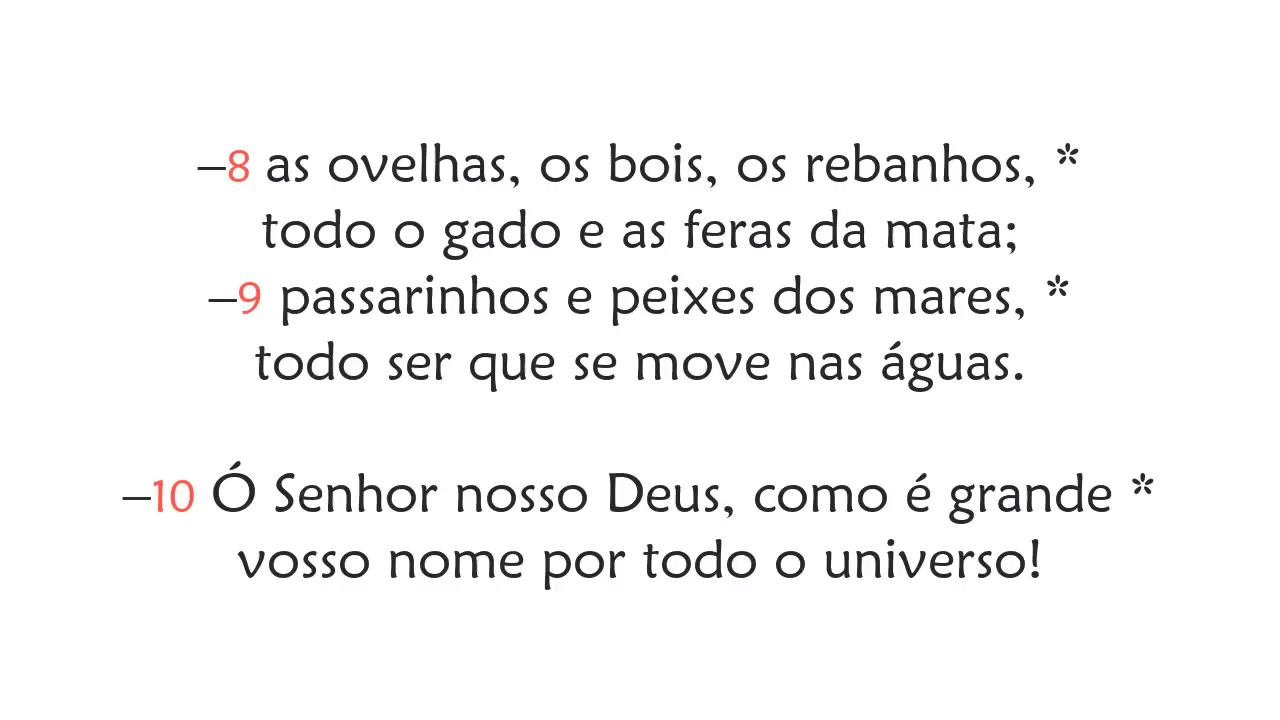 –8 as ovelhas, os bois, os rebanhos, *
todo o gado e as feras da mata;
–9 passarinhos e peixes dos mares, *
todo ser que se move nas águas.
–10 Ó Senhor nosso Deus, como é grande *
vosso nome por todo o universo!